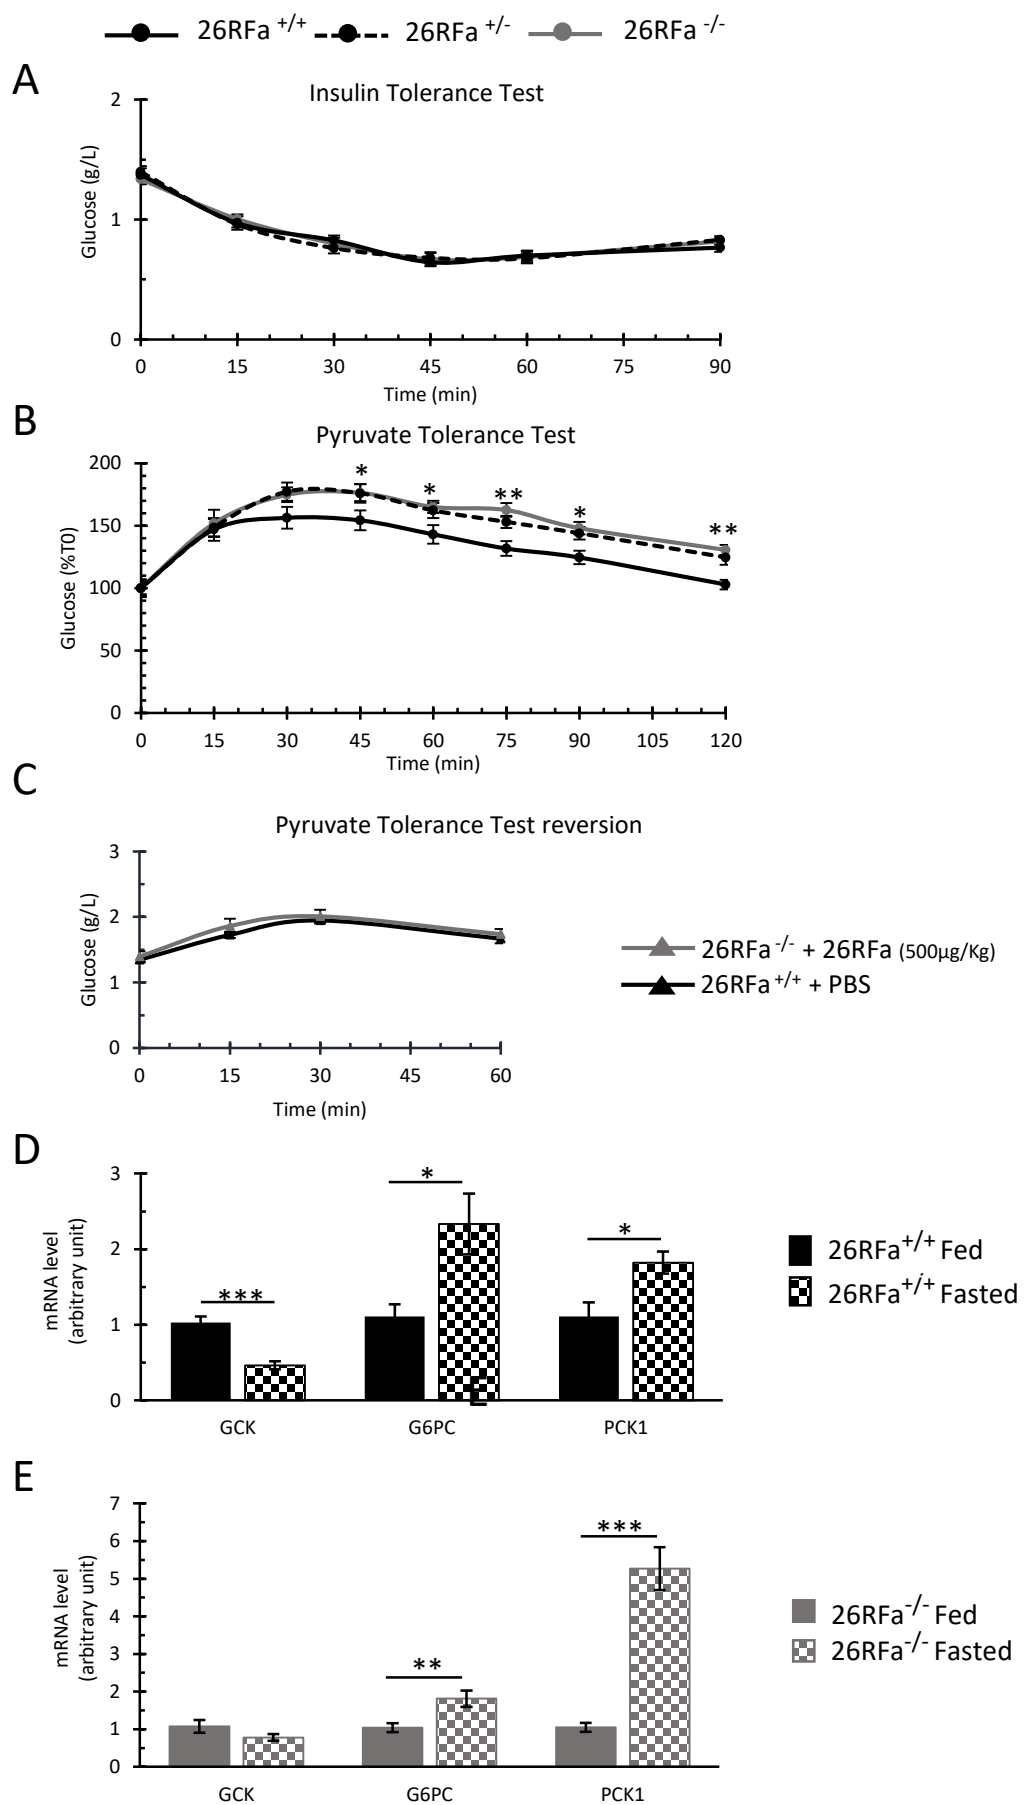 26RFa +/+ 26RFa +/- 26RFa -/-
A
Insulin Tolerance Test
2
1
0
Glucose (g/L)
0 15 30 45 60 75 90
Time (min)
B
Pyruvate Tolerance Test
200
150
100
50
0
Glucose (%T0)
* * ** * **
0 15 30 45 60 75 90 105 120
Time (min)
C
Pyruvate Tolerance Test reversion
3
2
1
0
Glucose (g/L)
0 15 30 45 60
Time (min)
26RFa -/- + 26RFa (500µg/Kg)
26RFa +/+ + PBS
D
3
2
1
0
mRNA level
(arbitrary unit)
*** * *
GCK G6PC PCK1
26RFa+/+ Fed
26RFa+/+ Fasted
E
7
6
5
4
3
2
1
0
mRNA level
(arbitrary unit)
** ***
GCK G6PC PCK1
26RFa-/- Fed
26RFa-/- Fasted